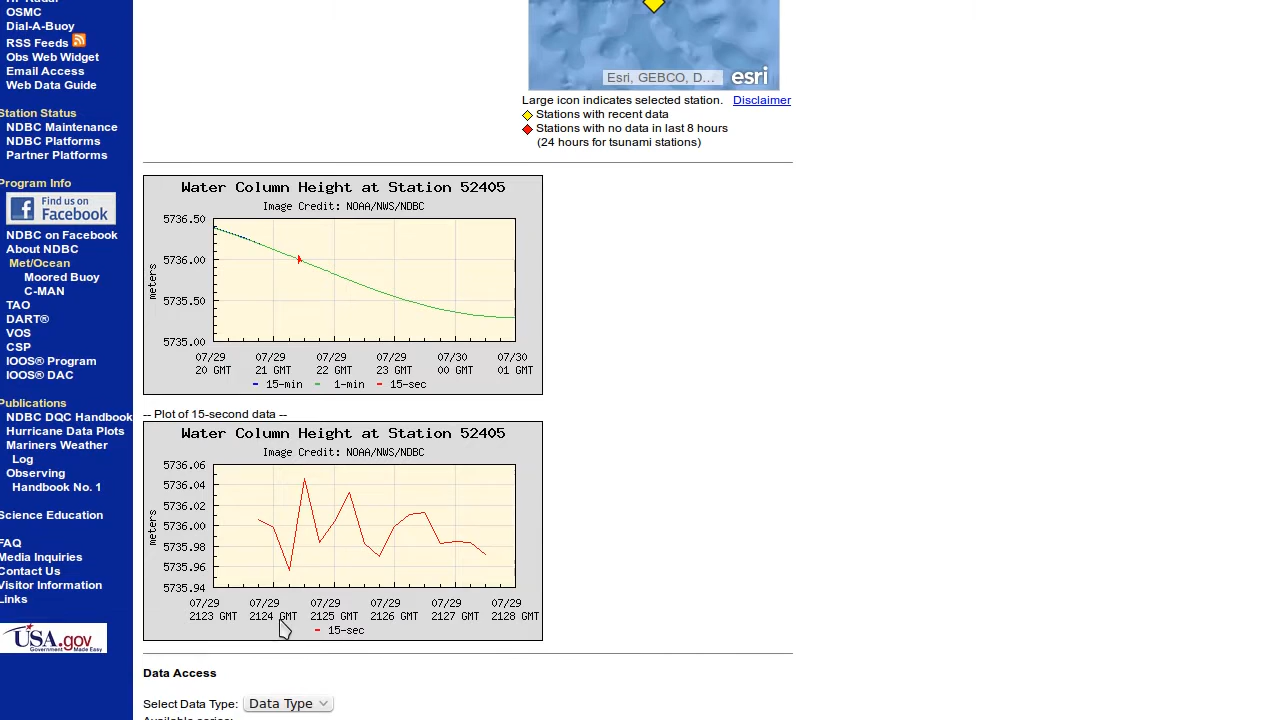 OSMC
Dial-A-Buoy
RSS Feeds
Obs Web Widget
Email Access
Web Data Guide
Station Status
NDBC Maintenance
NDBC Platforms
Partner Platforms
Program Info
Find us on
Facebook
NDBC on Facebook
About NDBC
Met/Ocean
Moored Buoy
C-MAN
TAO
DART®
VOS
CSP
IOOS® Program
IOOS® DAC
Publications
NDBC DQC Handbook
Hurricane Data Plots
Mariners Weather
Log
Observing
Handbook No. 1
Science Education
FAQ
Media Inquiries
Contact Us
Visitor Information
Links
USA.gov
Government Made Easy
Esri, GEBCO, D... esri
Large icon indicates selected station. Disclaimer
Stations with recent data
Stations with no data in last 8 hours
(24 hours for tsunami stations)
Water Column Height at Station 52405
Image Credit: NOAA/NWS/NDBC
5736.50
5736.00
5735.50
5735.00
meters
07/29 07/29 07/29 07/29 07/30 07/30
20 GMT 21 GMT 22 GMT 23 GMT 00 GMT 01 GMT
15-min 1-min 15-sec
-- Plot of 15-second data --
Water Column Height at Station 52405
Image Credit: NOAA/NWS/NDBC
5736.06
5736.04
5736.02
5736.00
5735.98
5735.96
5735.94
meters
07/29 07/29 07/29 07/29 07/29 07/29
2123 GMT 2124 GMT 2125 GMT 2126 GMT 2127 GMT 2128 GMT
15-sec
Data Access
Select Data Type: Data Type